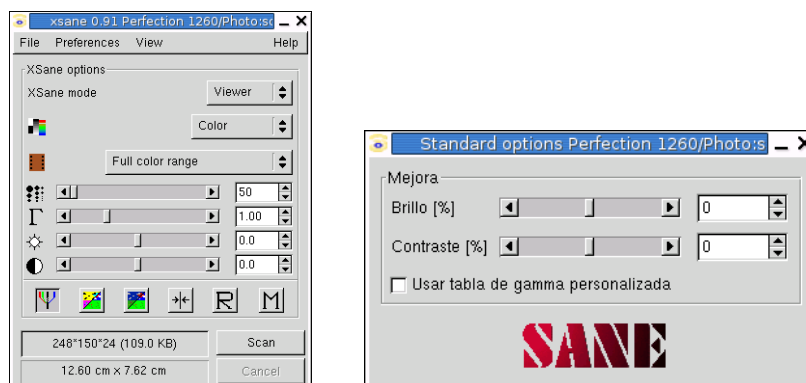 xsane 0.91 Perfection 1260/Photo:sc
File Preferences View Help
XSane options
XSane mode Viewer
Color
Full color range
50
1.00
0.0
0.0
R M
248*150*24 (109.0 KB) Scan
12.60 cm x 7.62 cm Cancel
Standard options Perfection 1260/Photo:s
Mejora
Brillo [%] 0
Contraste [%] 0
Usar tabla de gamma personalizada
SANE